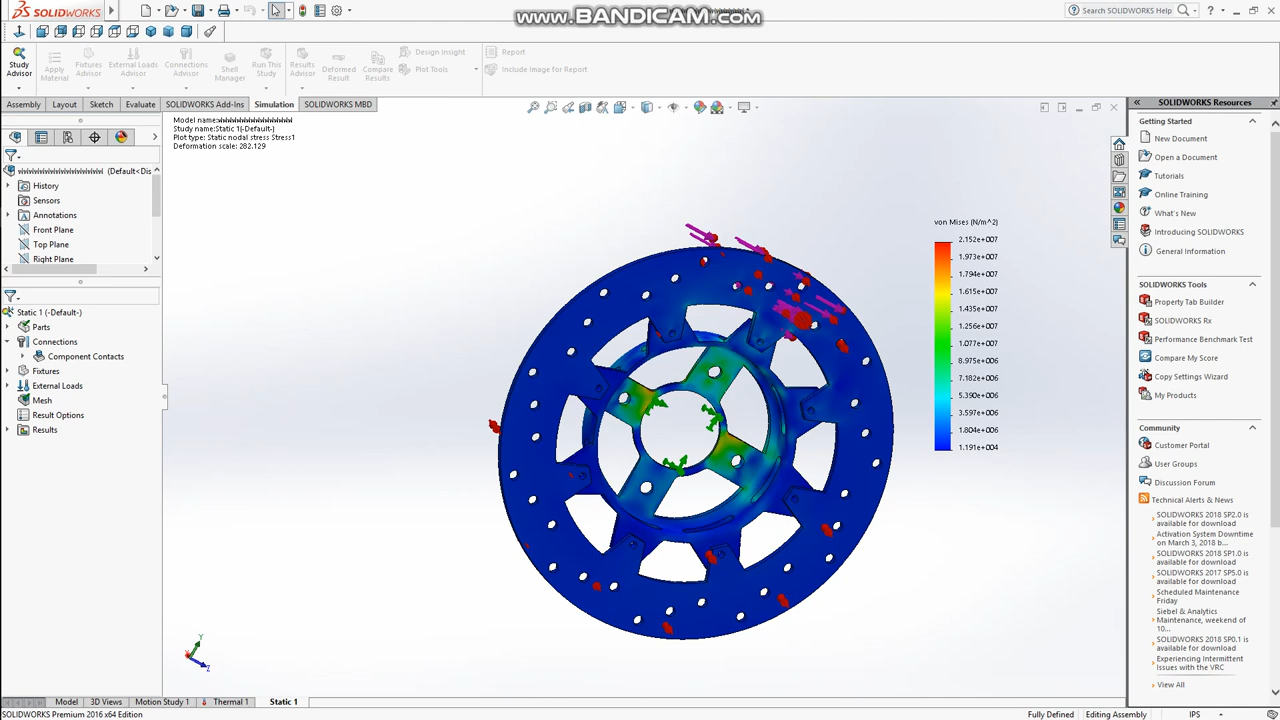 SOLIDWORKS
www.BANDICAM.com
Search SOLIDWORKS Help
Study Advisor
Apply Material
Fixtures Advisor
External Loads Advisor
Connections Advisor
Shell Manager
Run This Study
Results Advisor
Deformed Result
Compare Results
Design Insight
Plot Tools
Report
Include Image for Report
Assembly
Layout
Sketch
Evaluate
SOLIDWORKS Add-Ins
Simulation
SOLIDWORKS MBD
(Default<Dis
History
Sensors
Annotations
Front Plane
Top Plane
Right Plane
Static 1 (-Default-)
Parts
Connections
Component Contacts
Fixtures
External Loads
Mesh
Result Options
Results
Model name:
Study name:Static 1(-Default-)
Plot type: Static nodal stress Stress1
Deformation scale: 282.129
von Mises (N/m^2)
2.152e+007
1.973e+007
1.794e+007
1.615e+007
1.435e+007
1.256e+007
1.077e+007
8.975e+006
7.182e+006
5.390e+006
3.597e+006
1.804e+006
1.191e+004
Y
X
Z
SOLIDWORKS Resources
Getting Started
New Document
Open a Document
Tutorials
Online Training
What's New
Introducing SOLIDWORKS
General Information
SOLIDWORKS Tools
Property Tab Builder
SOLIDWORKS Rx
Performance Benchmark Test
Compare My Score
Copy Settings Wizard
My Products
Community
Customer Portal
User Groups
Discussion Forum
Technical Alerts & News
SOLIDWORKS 2018 SP2.0 is
available for download
Activation System Downtime
on March 3, 2018 b...
SOLIDWORKS 2018 SP1.0 is
available for download
SOLIDWORKS 2017 SP5.0 is
available for download
Scheduled Maintenance
Friday
Siebel & Analytics
Maintenance, weekend of
10...
SOLIDWORKS 2018 SP0.1 is
available for download
Experiencing Intermittent
Issues with the VRC
View All
Model
3D Views
Motion Study 1
Thermal 1
Static 1
SOLIDWORKS Premium 2016 x64 Edition
Fully Defined
Editing Assembly
IPS